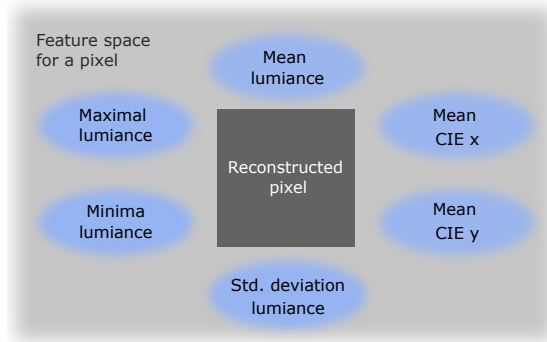 Feature space
for a pixel
Mean
lumiance
Maximal
lumiance
Mean
CIE x
Reconstructed
pixel
Minima
lumiance
Mean
CIE y
Std. deviation
lumiance